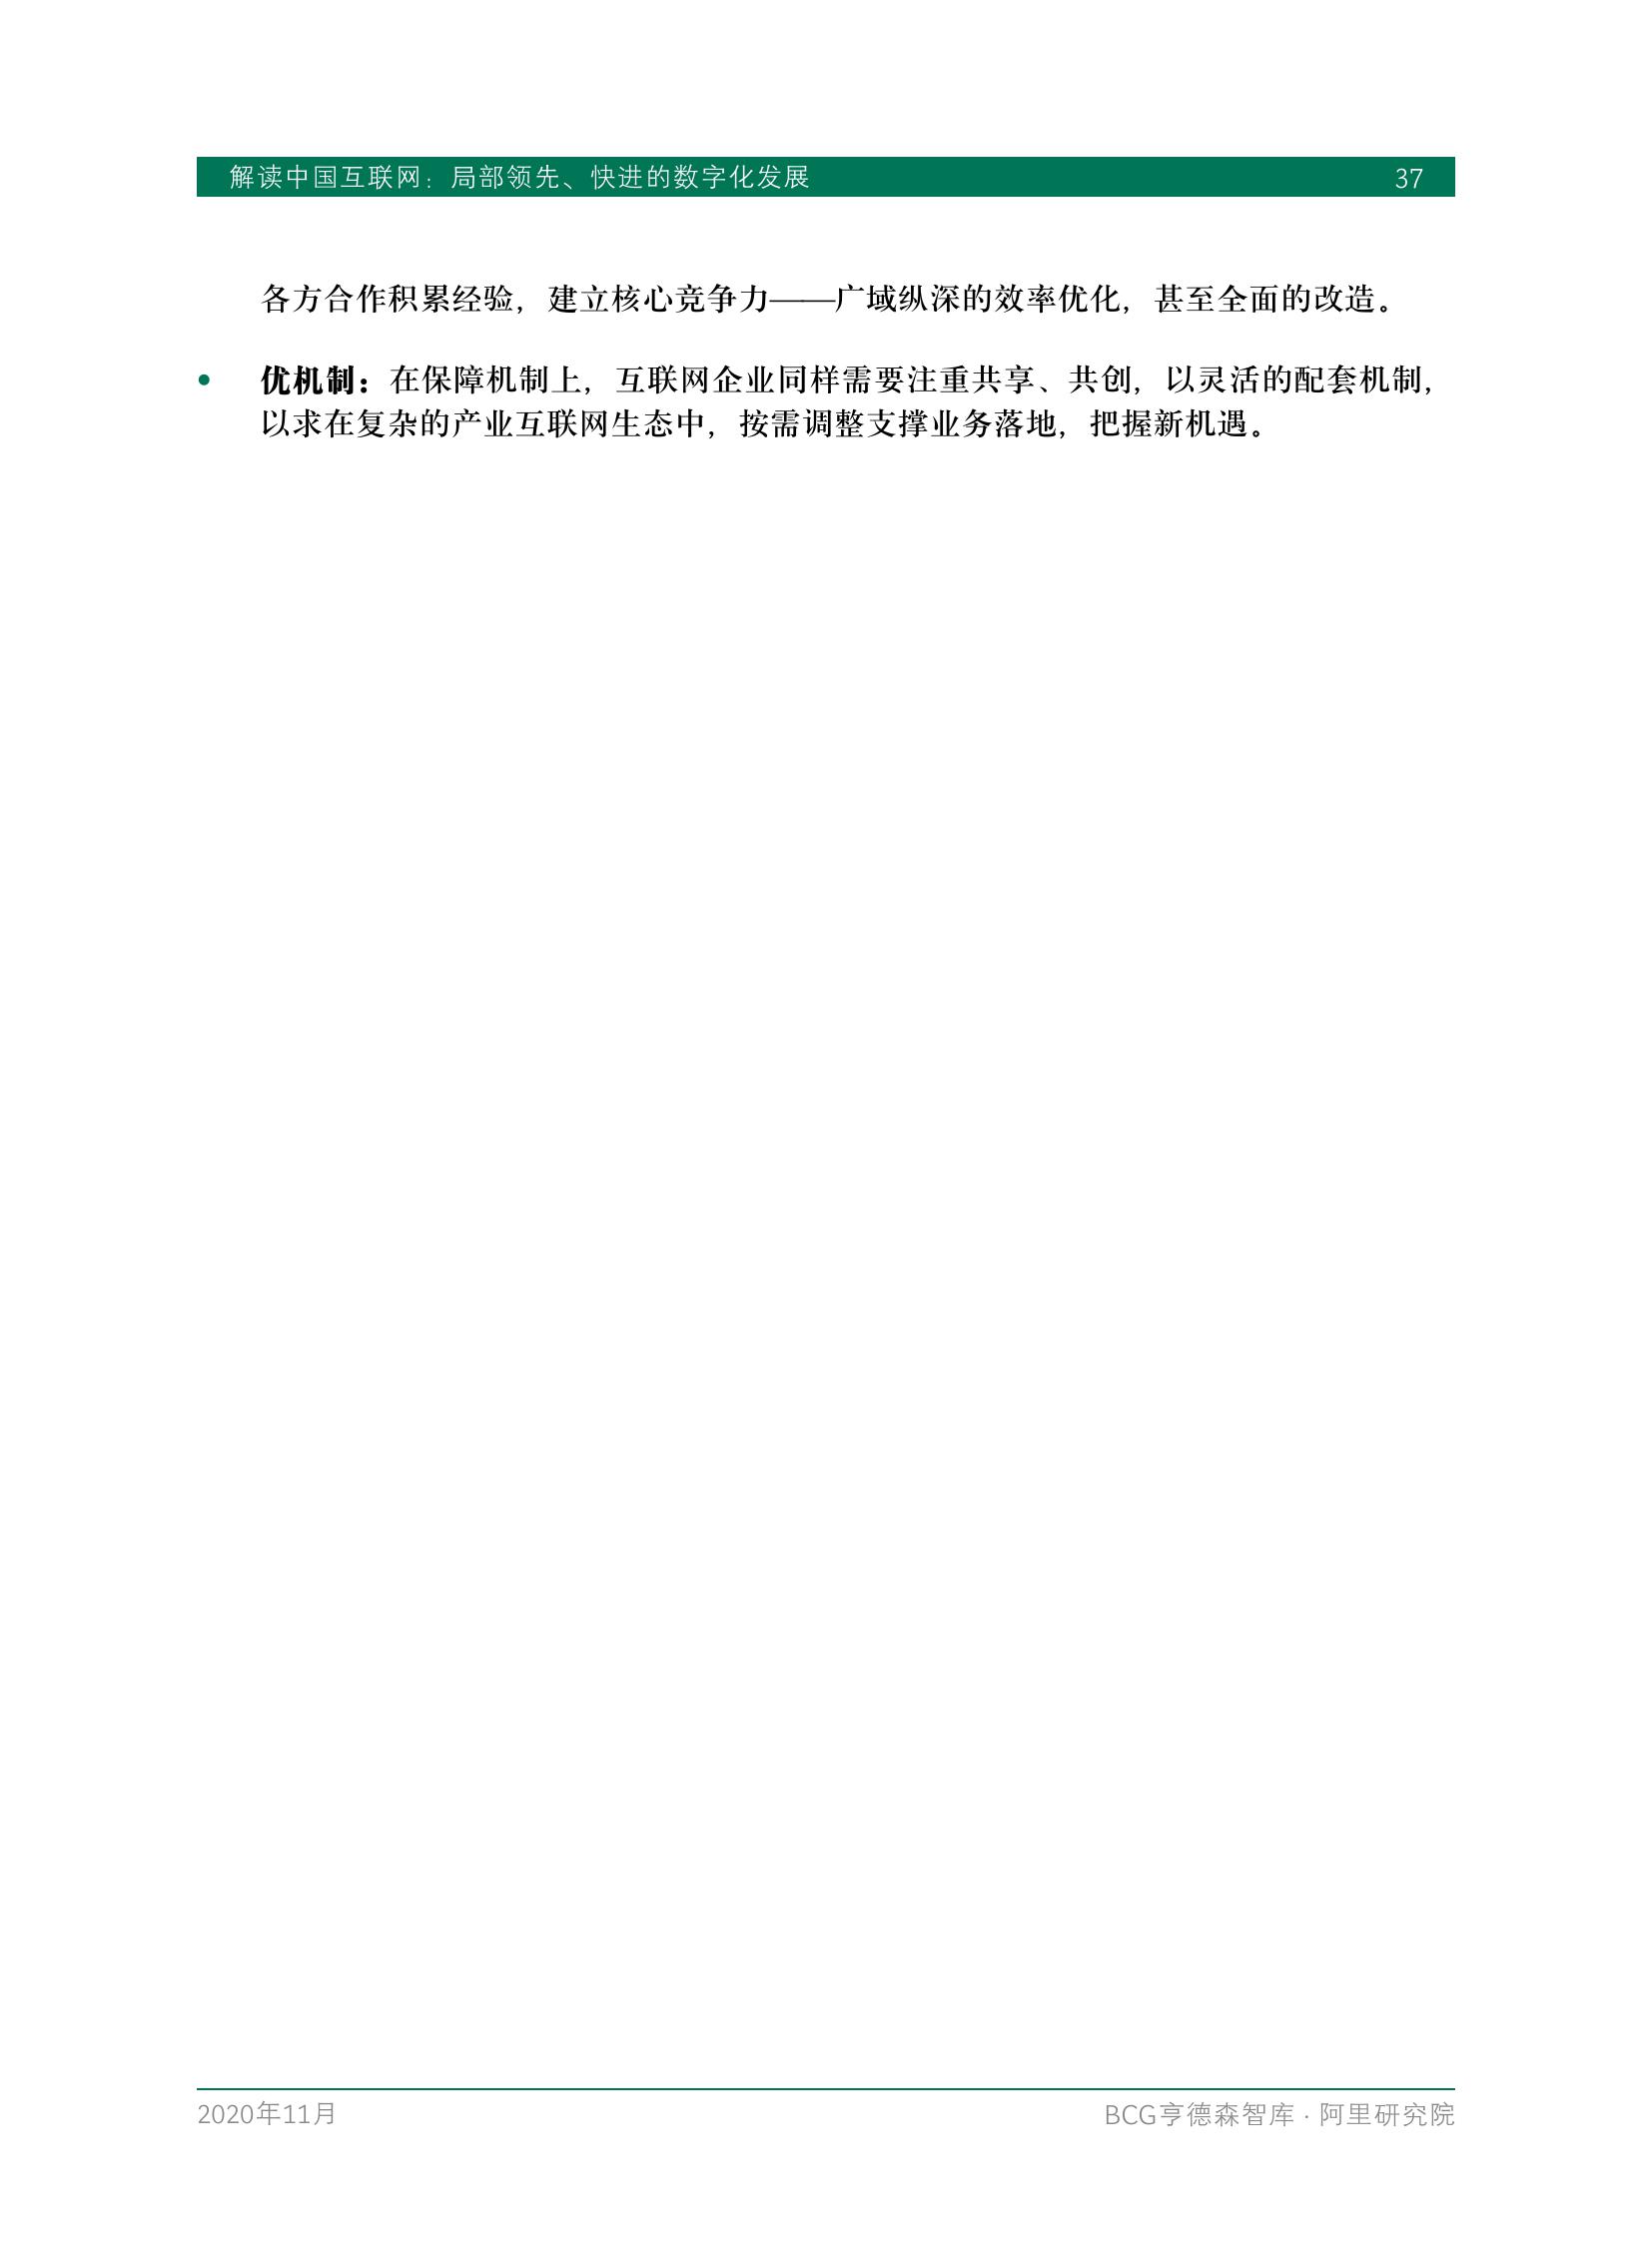 解读中国互联网：局部领先、快进的数字化发展 37
各方合作积累经验，建立核心竞争力——广域纵深的效率优化，甚至全面的改造。
• 优机制：在保障机制上，互联网企业同样需要注重共享、共创，以灵活的配套机制，
以求在复杂的产业互联网生态中，按需调整支撑业务落地，把握新机遇。
2020年11月 BCG亨德森智库 · 阿里研究院